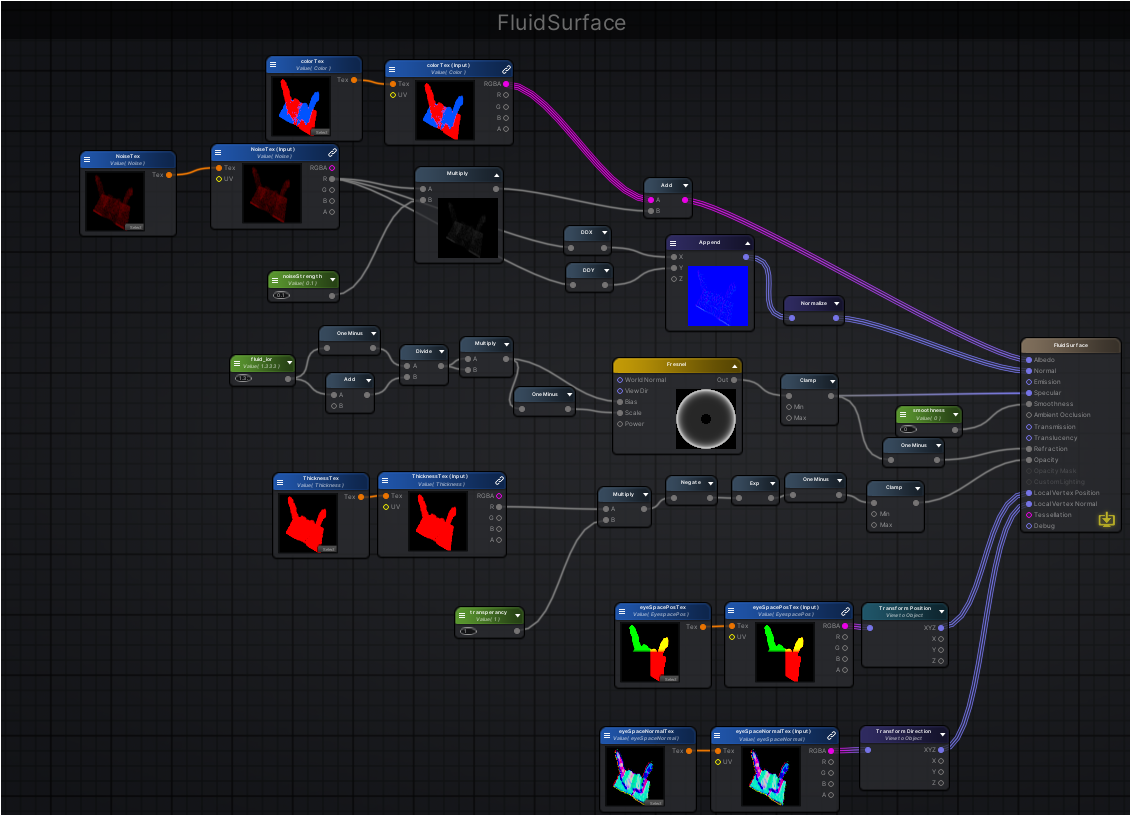 FluidSurface
colorTex
Value( Color )
Tex
Select
colorTex (Input)
Value( Color )
Tex
UV
RGBA
R
G
B
A
NoiseTex
Value( Noise )
Tex
Select
NoiseTex (Input)
Value( Noise )
Tex
UV
RGBA
R
G
B
A
Multiply
A
B
Add
A
B
DDX
DDY
Append
X
Y
Z
Normalize
noiseStrength
Value( 0.1 )
0.1
One Minus
fluid_ior
Value( 1.333 )
1.3
Add
A
B
Divide
A
B
Multiply
A
B
One Minus
Fresnel
World Normal
View Dir
Bias
Scale
Power
Out
Clamp
Min
Max
smoothness
Value( 0 )
0
One Minus
FluidSurface
Albedo
Normal
Emission
Specular
Smoothness
Ambient Occlusion
Transmission
Translucency
Refraction
Opacity
Opacity Mask
Custom Lighting
Local Vertex Position
Local Vertex Normal
Tessellation
Debug
ThicknessTex
Value( Thickness )
Tex
Select
ThicknessTex (Input)
Value( Thickness )
Tex
UV
RGBA
R
G
B
A
Multiply
A
B
Negate
Exp
One Minus
Clamp
Min
Max
transperancy
Value( 1 )
1
eyeSpacePosTex
Value( EyespacePos )
Tex
Select
eyeSpacePosTex (Input)
Value( EyespacePos )
Tex
UV
RGBA
R
G
B
A
Transform Position
View to Object
XYZ
X
Y
Z
eyeSpaceNormalTex
Value( eyeSpaceNormal )
Tex
Select
eyeSpaceNormalTex (Input)
Value( eyeSpaceNormal )
Tex
UV
RGBA
R
G
B
A
Transform Direction
View to Object
XYZ
X
Y
Z